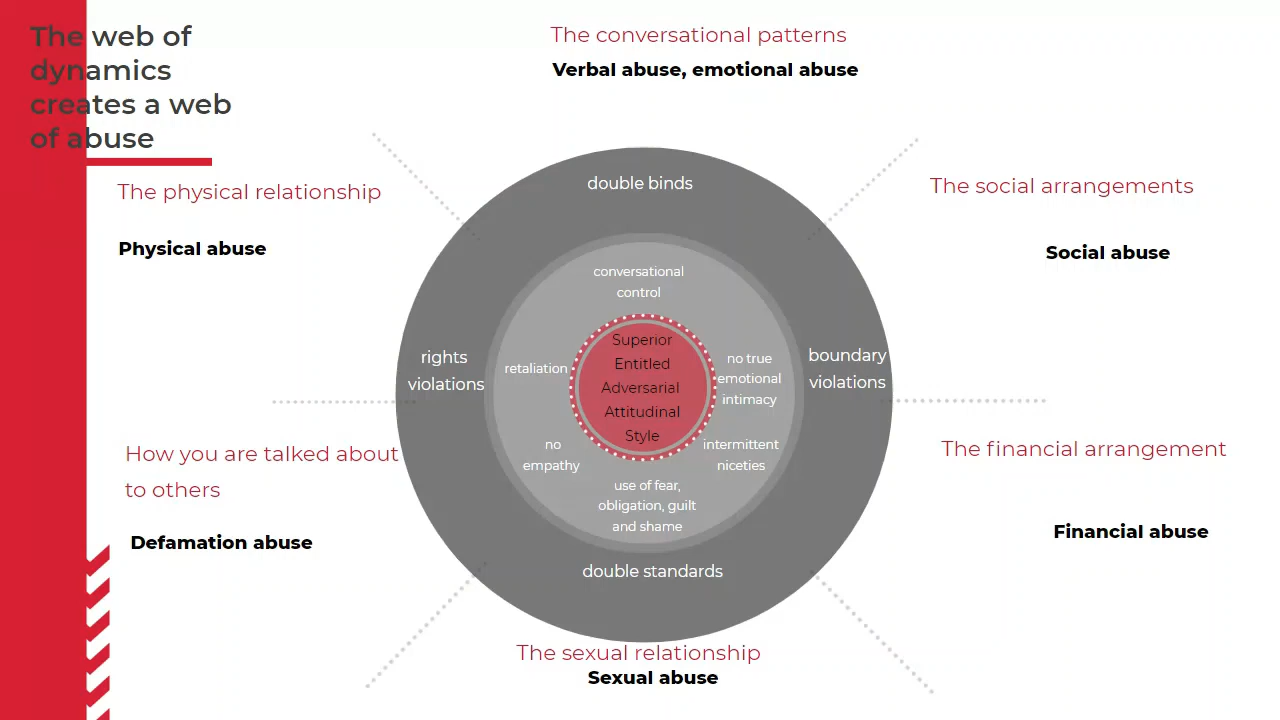 The web of
dynamics
creates a web
of abuse
The conversational patterns
Verbal abuse, emotional abuse
The physical relationship
Physical abuse
The social arrangements
Social abuse
double binds
conversational
control
rights
violations
retaliation
Superior
Entitled
Adversarial
Attitudinal
Style
no true
emotional
intimacy
boundary
violations
no
empathy
intermittent
niceties
use of fear,
obligation, guilt
and shame
double standards
How you are talked about
to others
Defamation abuse
The financial arrangement
Financial abuse
The sexual relationship
Sexual abuse